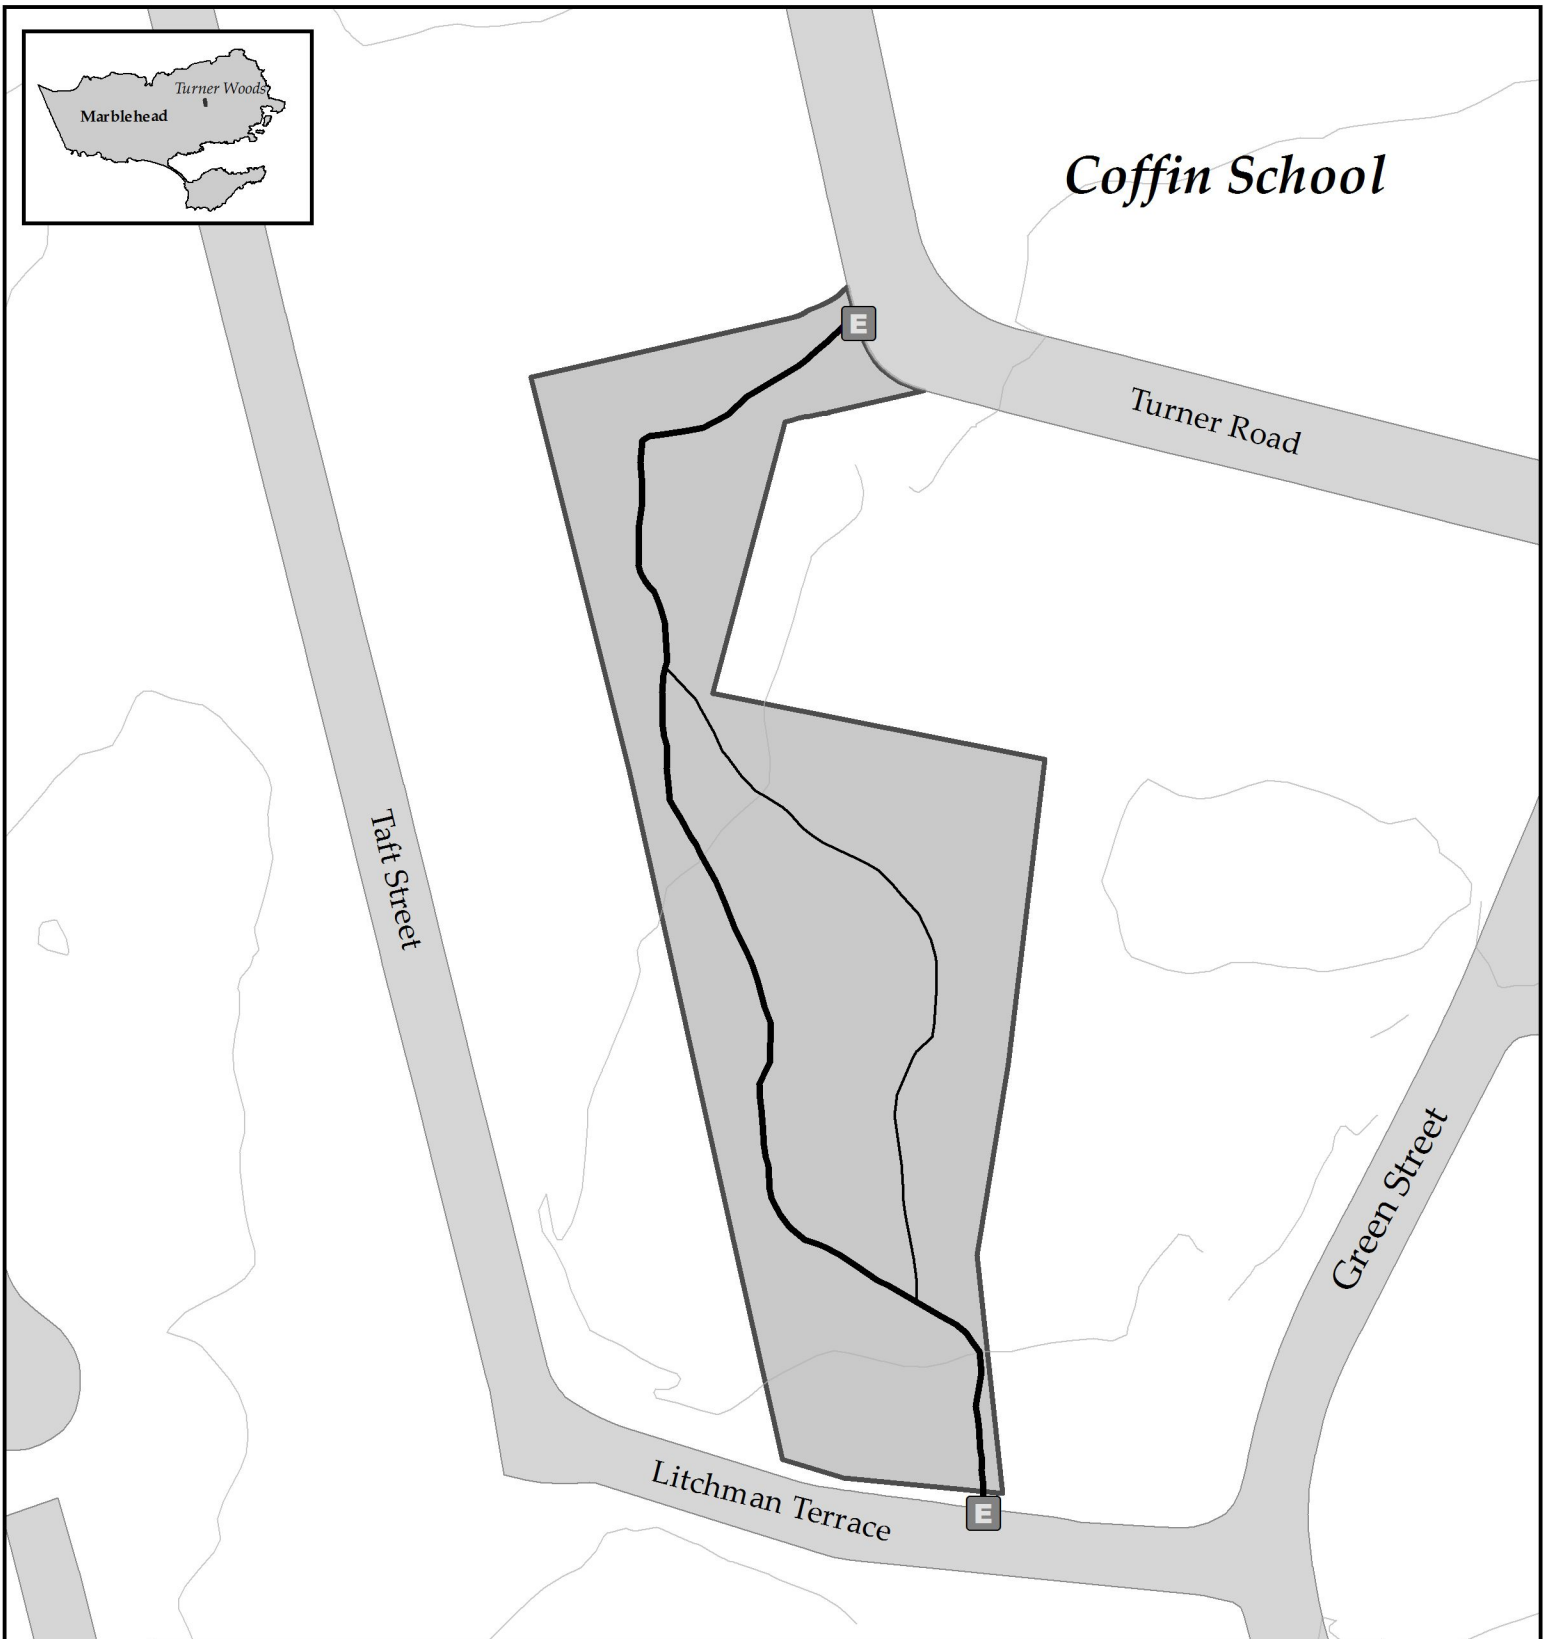 Turner Woods
Marblehead
Coffin School
E
Turner Road
Taft Street
Green Street
Litchman Terrace
E